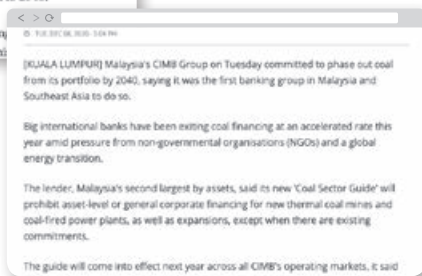 TUE, DEC 08, 2020 - 5:04 PM
[KUALA LUMPUR] Malaysia's CIMB Group on Tuesday committed to phase out coal
from its portfolio by 2040, saying it was the first banking group in Malaysia and
Southeast Asia to do so.
Big international banks have been exiting coal financing at an accelerated rate this
year amid pressure from non-governmental organisations (NGOs) and a global
energy transition.
The lender, Malaysia's second largest by assets, said its new 'Coal Sector Guide' will
prohibit asset-level or general corporate financing for new thermal coal mines and
coal-fired power plants, as well as expansions, except when there are existing
commitments.
The guide will come into effect next year across all CIMB's operating markets, it said